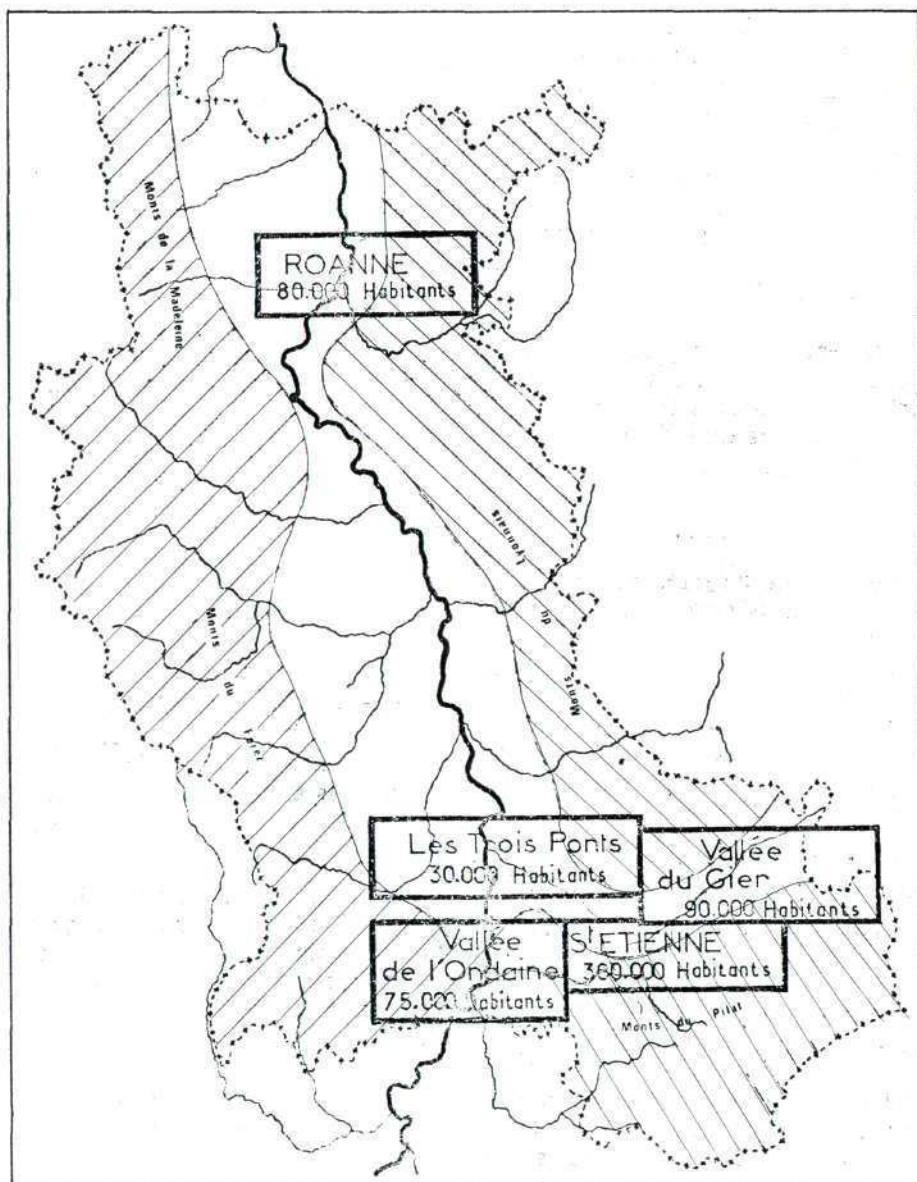 Monts de la Madeleine
ROANNE
80.000 Habitants
Monts du Lyonnais
Monts du
Les Trois Ponts
30.000 Habitants
Vallée
du Gier
90.000 Habitants
Vallée
de l'Ondaine
75.000 Habitants
St ETIENNE
360.000 Habitants
Monts du Pilat